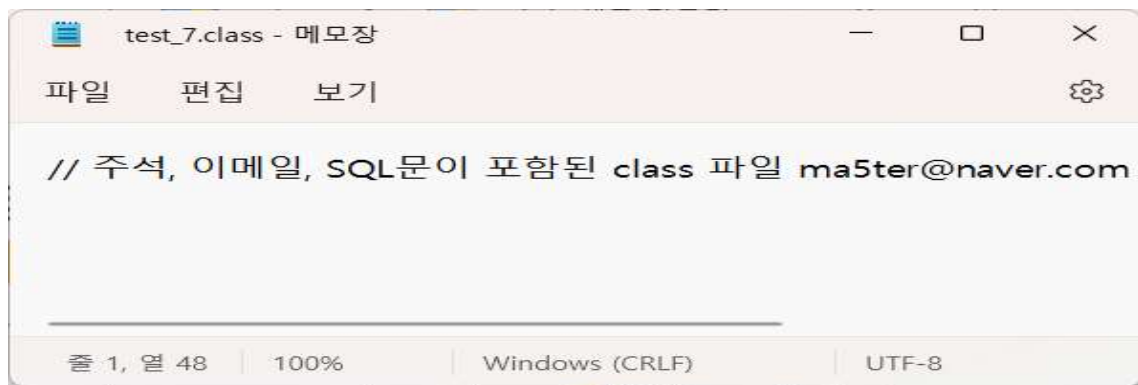 test_7.class - 메모장
파일 편집 보기
// 주석, 이메일, SQL문이 포함된 class 파일 ma5ter@naver.com
줄 1, 열 48 100% Windows (CRLF) UTF-8